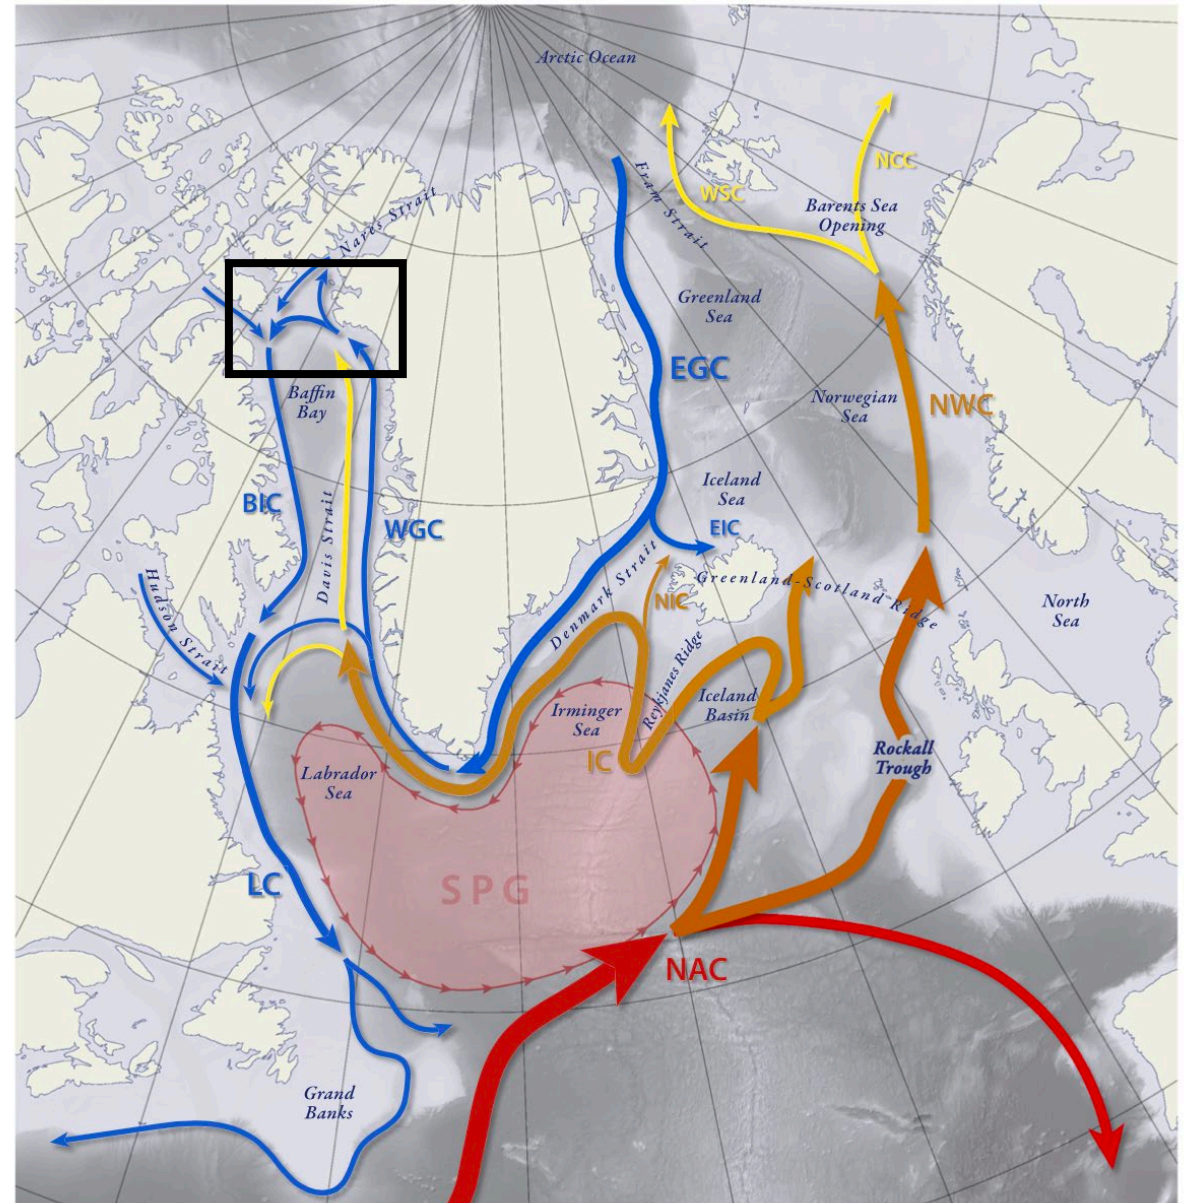 Arctic Ocean
NCC
WSC
Fram Strait
Barents Sea
Opening
Nares Strait
Greenland
Sea
EGC
Baffin
Bay
Norwegian
Sea
NWC
Iceland
Sea
BIC
Davis Strait
WGC
EIC
Hudson Strait
Denmark Strait
NIC
Greenland-Scotland Ridge
North
Sea
Reykjanes Ridge
Iceland
Basin
Irminger
Sea
IC
Rockall
Trough
Labrador
Sea
LC
SPG
NAC
Grand
Banks